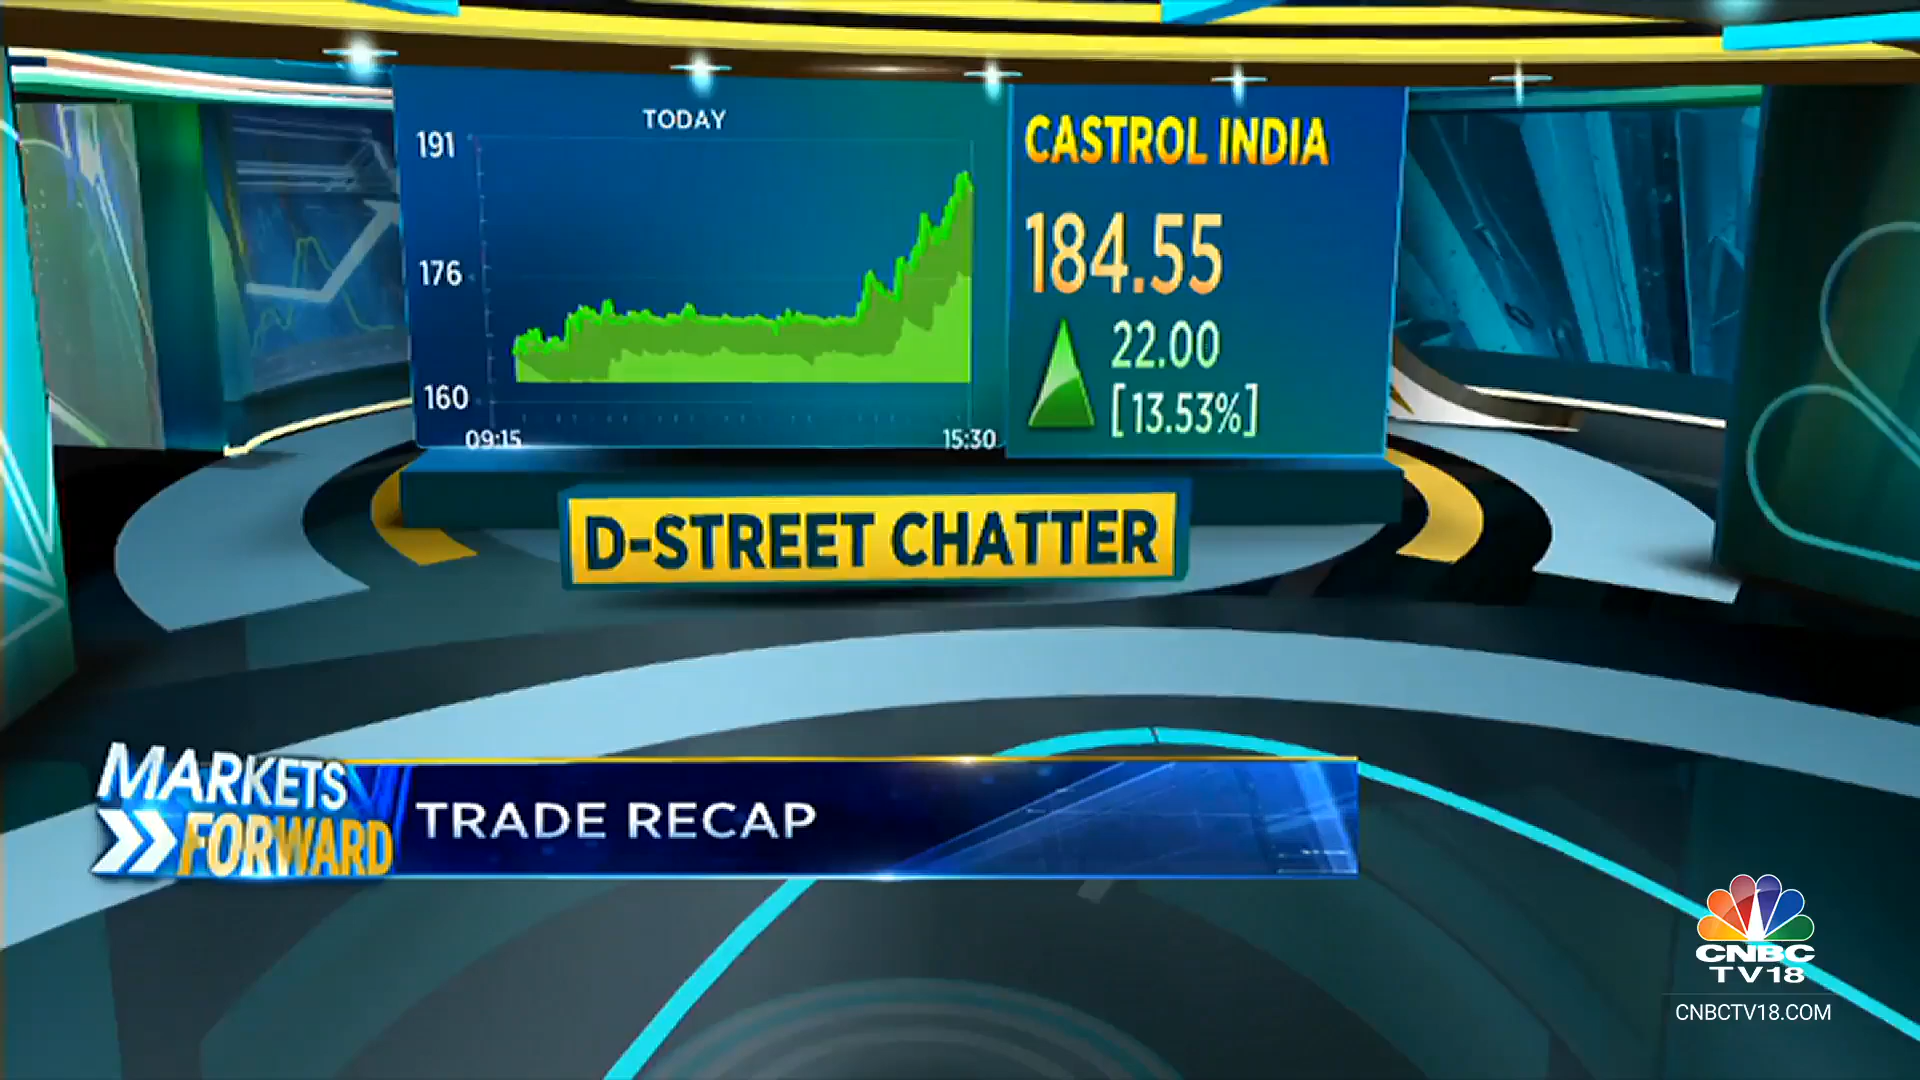 TODAY
191
176
160
09:15
15:30
CASTROL INDIA
184.55
22.00
[13.53%]
D-STREET CHATTER
MARKETS
FORWARD
TRADE RECAP
CNBC
TV18
CNBCTV18.COM